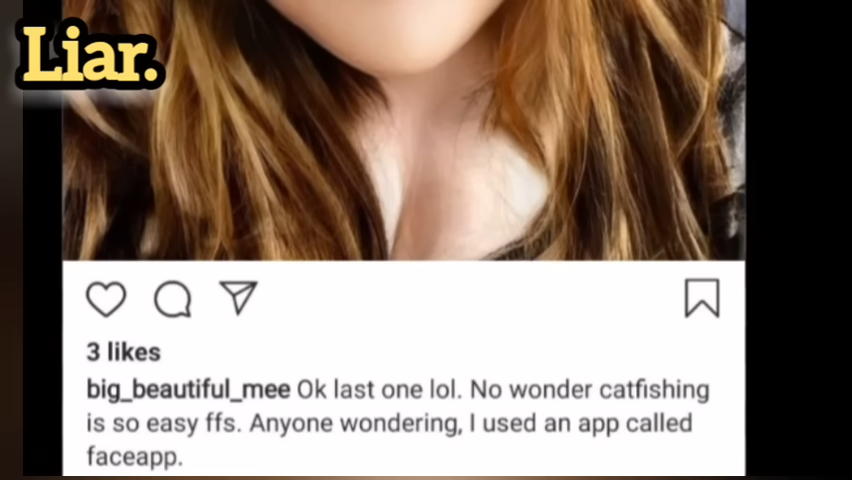 Liar.
3 likes
big_beautiful_mee Ok last one lol. No wonder catfishing
is so easy ffs. Anyone wondering, I used an app called
faceapp.